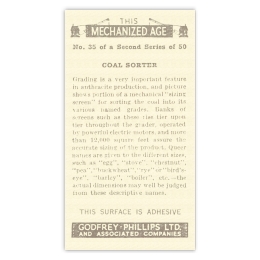 THIS
MECHANIZED AGE
No. 35 of a Second Series of 50
COAL SORTER
Grading is a very important feature
in anthracite production, and picture
shows portion of a mechanical "sizing
screen" for sorting the coal into its
various named grades. Banks of
screens such as these rise tier upon
tier throughout the grader, operated
by powerful electric motors, and more
than 12,000 square feet assure the
accurate sizing of the product. Queer
names are given to the different sizes,
such as "egg", "stove", "chestnut",
"pea", "buckwheat", "rye" "bird's-
eye", "barley", "boiler", etc.—the
actual dimensions may well be judged
from these descriptive names.
THIS SURFACE IS ADHESIVE
GODFREY PHILLIPS LTD.
AND ASSOCIATED COMPANIES